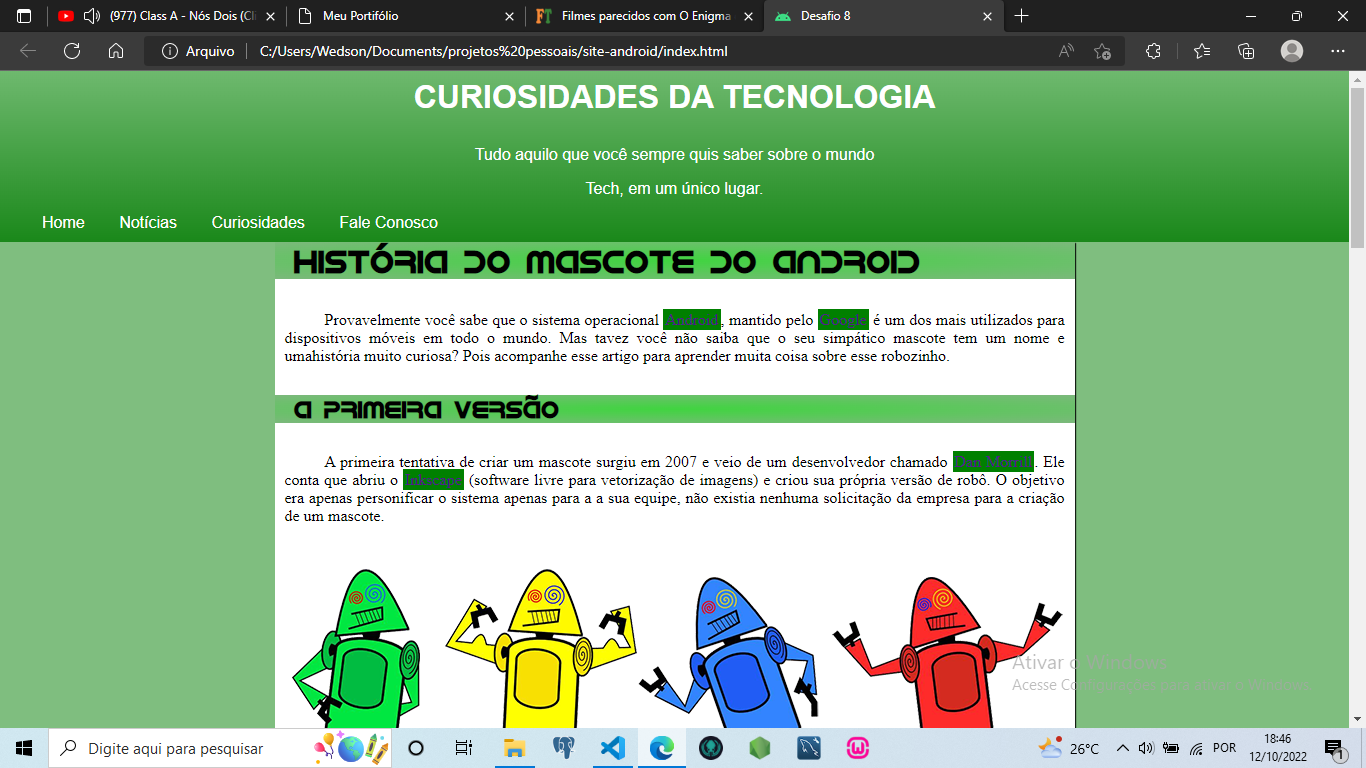 (977) Class A - Nós Dois (Cli
Meu Portifólio
Filmes parecidos com O Enigma
Desafio 8
Arquivo
C:/Users/Wedson/Documents/projetos%20pessoais/site-android/index.html
CURIOSIDADES DA TECNOLOGIA
Tudo aquilo que você sempre quis saber sobre o mundo
Tech, em um único lugar.
Home Notícias Curiosidades Fale Conosco
HISTÓRIA DO MASCOTE DO ANDROID
Provavelmente você sabe que o sistema operacional Android, mantido pelo Google é um dos mais utilizados para
dispositivos móveis em todo o mundo. Mas tavez você não saiba que o seu simpático mascote tem um nome e
umahistória muito curiosa? Pois acompanhe esse artigo para aprender muita coisa sobre esse robozinho.
A PRIMEIRA VERSÃO
A primeira tentativa de criar um mascote surgiu em 2007 e veio de um desenvolvedor chamado Dan Morrill. Ele
conta que abriu o Inkscape (software livre para vetorização de imagens) e criou sua própria versão de robô. O objetivo
era apenas personificar o sistema apenas para a a sua equipe, não existia nenhuma solicitação da empresa para a criação
de um mascote.
Ativar o Windows
Digite aqui para pesquisar
26°C
POR
18:46
12/10/2022
1